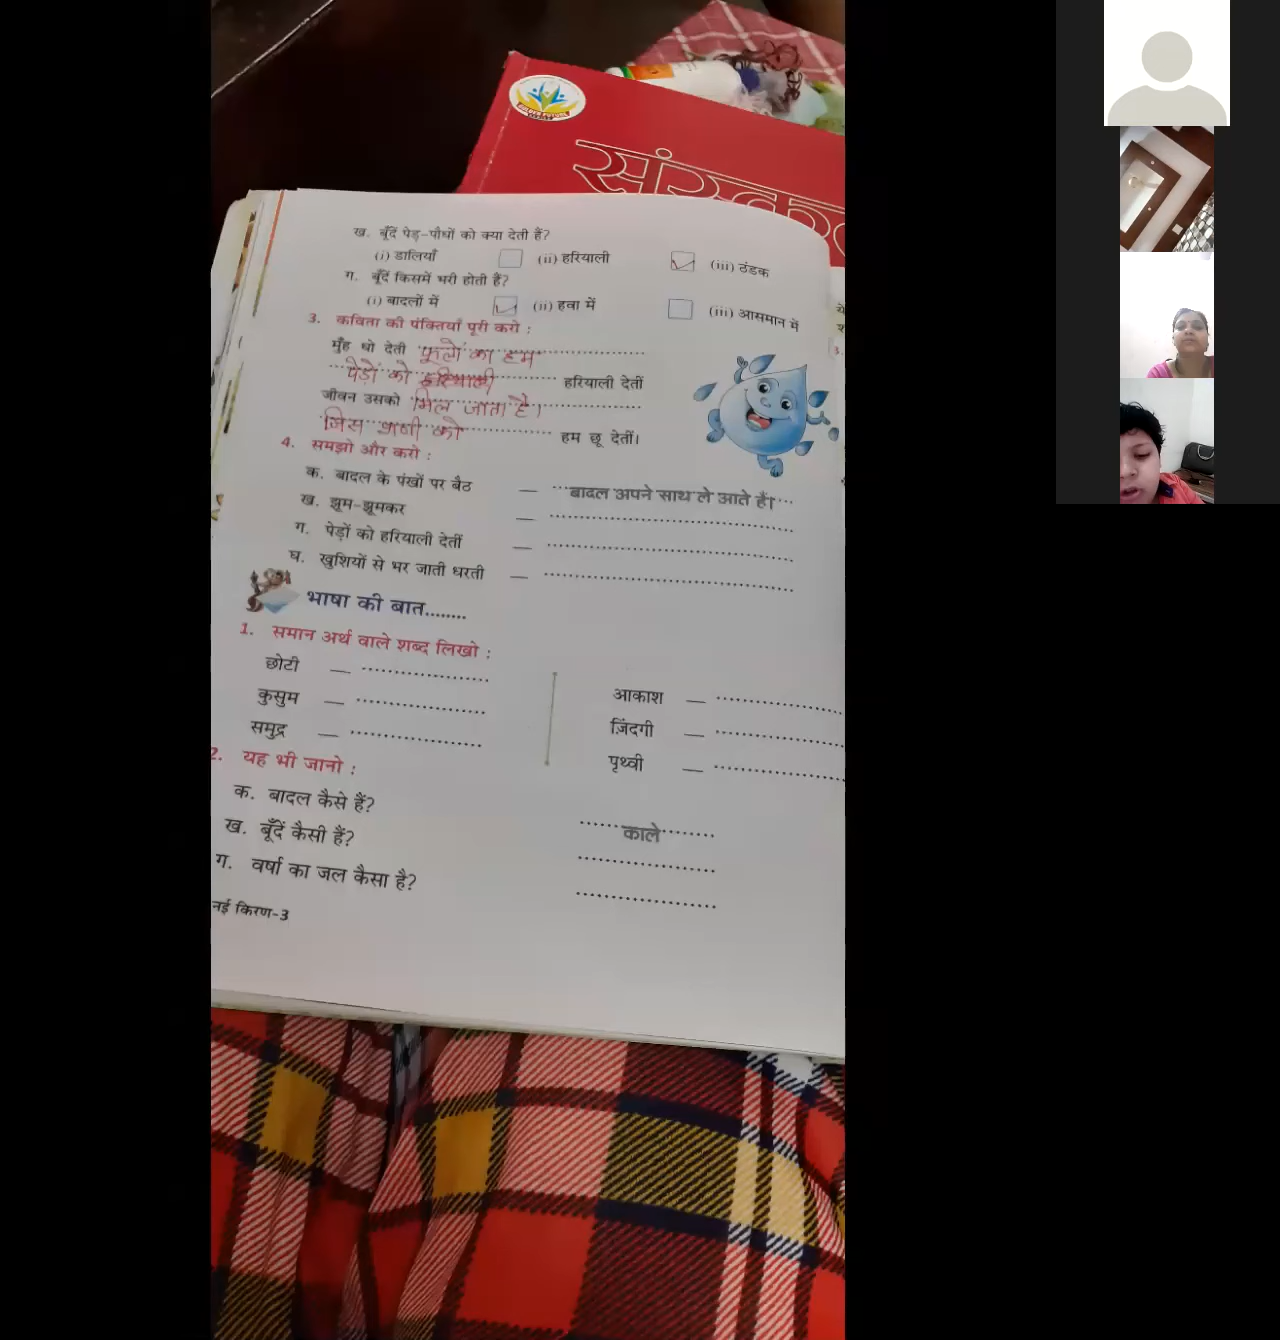 संस्कृ
ख. बूँदें पेड़-पौधों को क्या देती हैं?
(i) डालियाँ (ii) हरियाली (iii) ठंडक
ग. बूँदें किसमें भरी होती हैं?
(i) बादलों में (ii) हवा में (iii) आसमान में
3. कविता की पंक्तियाँ पूरी करो :
मुँह धो देती फूलों का हम
पेड़ों को हरियाली हरियाली देतीं
जीवन उसको मिल जाता है।
जिस प्राणी को हम छू देतीं।
4. समझो और करो :
क. बादल के पंखों पर बैठ — बादल अपने साथ ले आते हैं।
ख. झूम-झूमकर —
ग. पेड़ों को हरियाली देतीं —
घ. खुशियों से भर जाती धरती —
भाषा की बात........
1. समान अर्थ वाले शब्द लिखो :
छोटी — आकाश —
कुसुम — ज़िंदगी —
समुद्र — पृथ्वी —
2. यह भी जानो :
क. बादल कैसे हैं? काले
ख. बूँदें कैसी हैं?
ग. वर्षा का जल कैसा है?
नई किरण-3